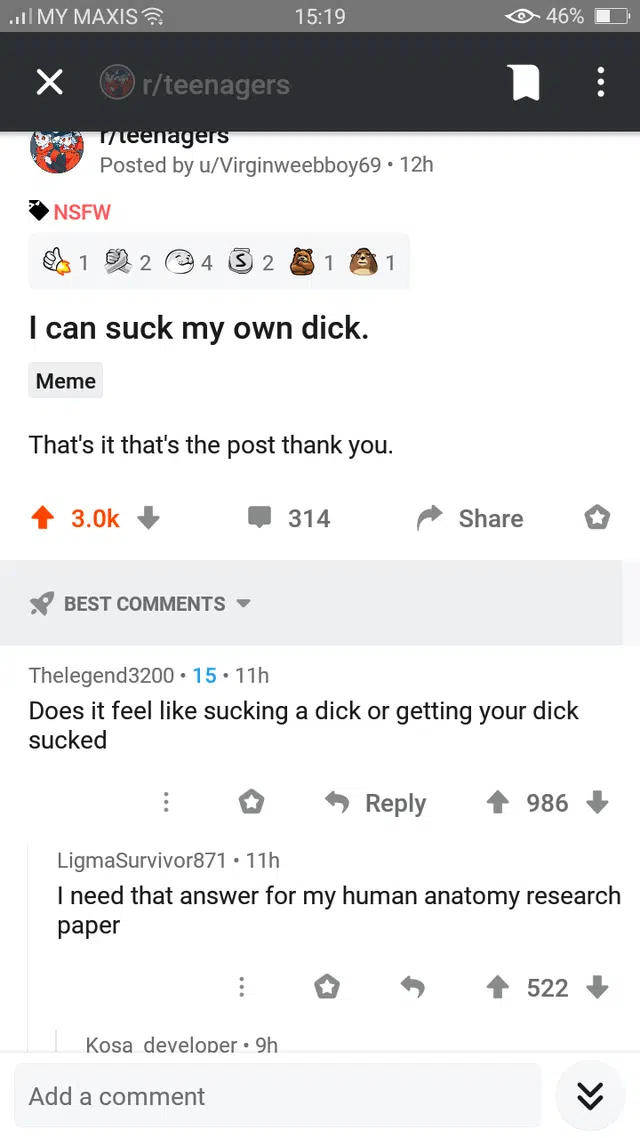 MY MAXIS 15:19 46%
r/teenagers
r/teenagers
Posted by u/Virginweebboy69 • 12h
NSFW
1 2 4 S 2 1 1
I can suck my own dick.
Meme
That's it that's the post thank you.
3.0k 314 Share
BEST COMMENTS
Thelegend3200 • 15 • 11h
Does it feel like sucking a dick or getting your dick
sucked
Reply 986
LigmaSurvivor871 • 11h
I need that answer for my human anatomy research
paper
522
Kosa_developer • 9h
Add a comment